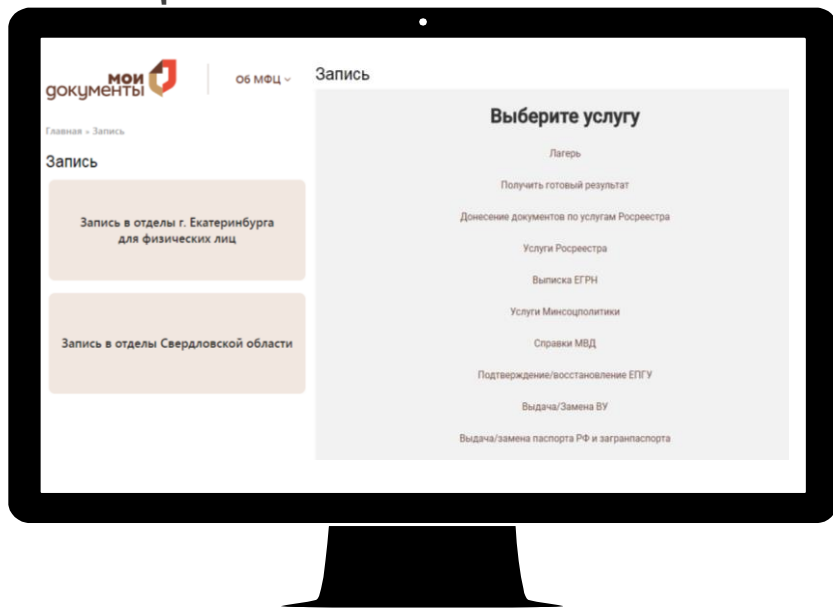 мои
документы
Об МФЦ
Главная » Запись
Запись
Запись в отделы г. Екатеринбурга
для физических лиц
Запись в отделы Свердловской области
Запись
Выберите услугу
Лагерь
Получить готовый результат
Донесение документов по услугам Росреестра
Услуги Росреестра
Выписка ЕГРН
Услуги Минсоцполитики
Справки МВД
Подтверждение/восстановление ЕПГУ
Выдача/Замена ВУ
Выдача/замена паспорта РФ и загранпаспорта